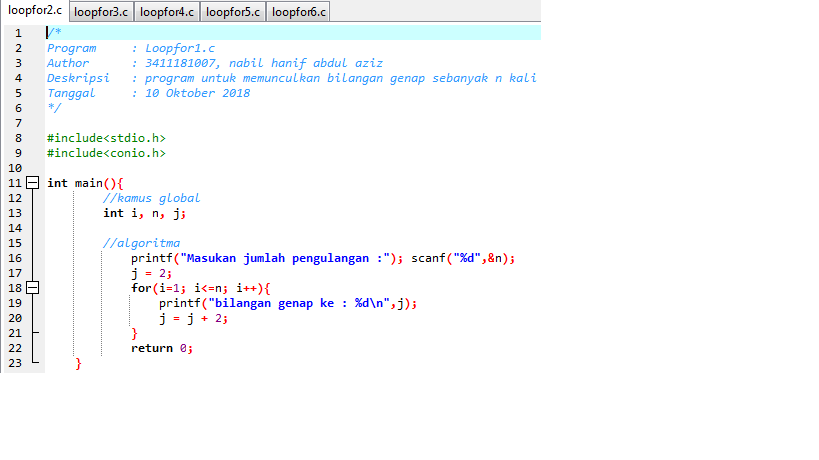 loopfor2.c loopfor3.c loopfor4.c loopfor5.c loopfor6.c
1 /*
2 Program : Loopfor1.c
3 Author : 3411181007, nabil hanif abdul aziz
4 Deskripsi : program untuk memunculkan bilangan genap sebanyak n kali
5 Tanggal : 10 Oktober 2018
6 */
7
8 #include<stdio.h>
9 #include<conio.h>
10
11 int main(){
12 //kamus global
13 int i, n, j;
14
15 //algoritma
16 printf("Masukan jumlah pengulangan :"); scanf("%d",&n);
17 j = 2;
18 for(i=1; i<=n; i++){
19 printf("bilangan genap ke : %d\n",j);
20 j = j + 2;
21 }
22 return 0;
23 }